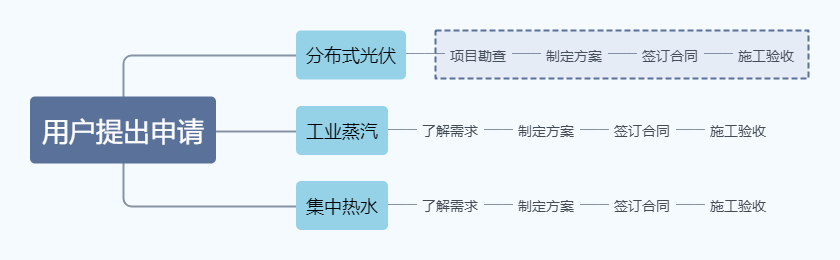 用户提出申请
分布式光伏 项目勘查 制定方案 签订合同 施工验收
工业蒸汽 了解需求 制定方案 签订合同 施工验收
集中热水 了解需求 制定方案 签订合同 施工验收